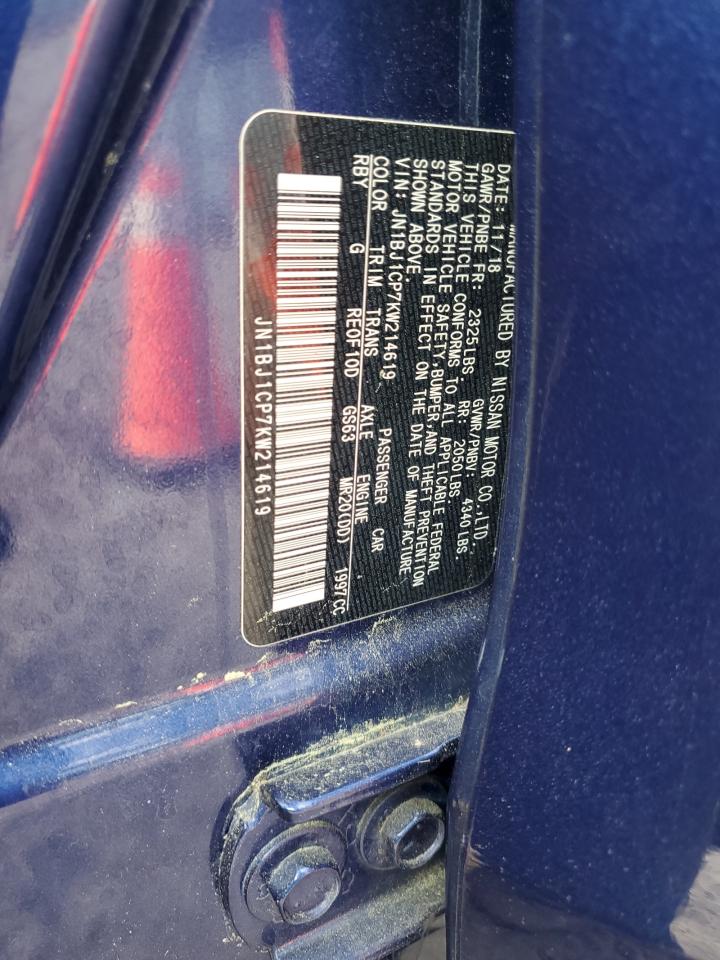 MANUFACTURED BY NISSAN MOTOR CO.,LTD.
DATE: 11/18 GVWR/PNBV: 4340LBS.
GAWR/PNBE FR: 2325LBS. RR: 2050LBS.
THIS VEHICLE CONFORMS TO ALL APPLICABLE FEDERAL
MOTOR VEHICLE SAFETY,BUMPER,AND THEFT PREVENTION
STANDARDS IN EFFECT ON THE DATE OF MANUFACTURE
SHOWN ABOVE.
VIN: JN1BJ1CP7KW214619 PASSENGER CAR
COLOR TRIM TRANS AXLE ENGINE
RBY G RE0F10D GS63 MR20(DD) 1997CC
JN1BJ1CP7KW214619